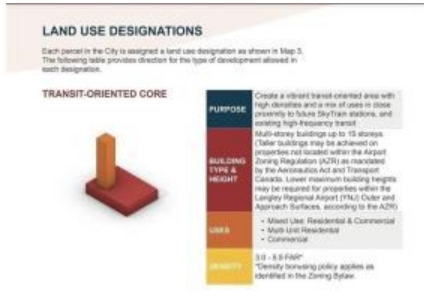 LAND USE DESIGNATIONS
Each parcel in the City is assigned a land use designation as shown in Map 3.
The following table provides direction for the type of development allowed in
each designation.
TRANSIT-ORIENTED CORE
PURPOSE
Create a vibrant transit-oriented area with
high densities and a mix of uses in close
proximity to future SkyTrain stations, and
existing high-frequency transit
BUILDING
TYPE &
HEIGHT
Multi-storey buildings up to 15 storeys
(Taller buildings may be achieved on
properties not located within the Airport
Zoning Regulation (AZR) as mandated
by the Aeronautics Act and Transport
Canada. Lower maximum building heights
may be required for properties within the
Langley Regional Airport (YNJ) Outer and
Approach Surfaces, according to the AZR)
USES
• Mixed Use: Residential & Commercial
• Multi-Unit Residential
• Commercial
DENSITY
3.0 - 5.5 FAR*
*Density bonusing policy applies as
identified in the Zoning Bylaw.